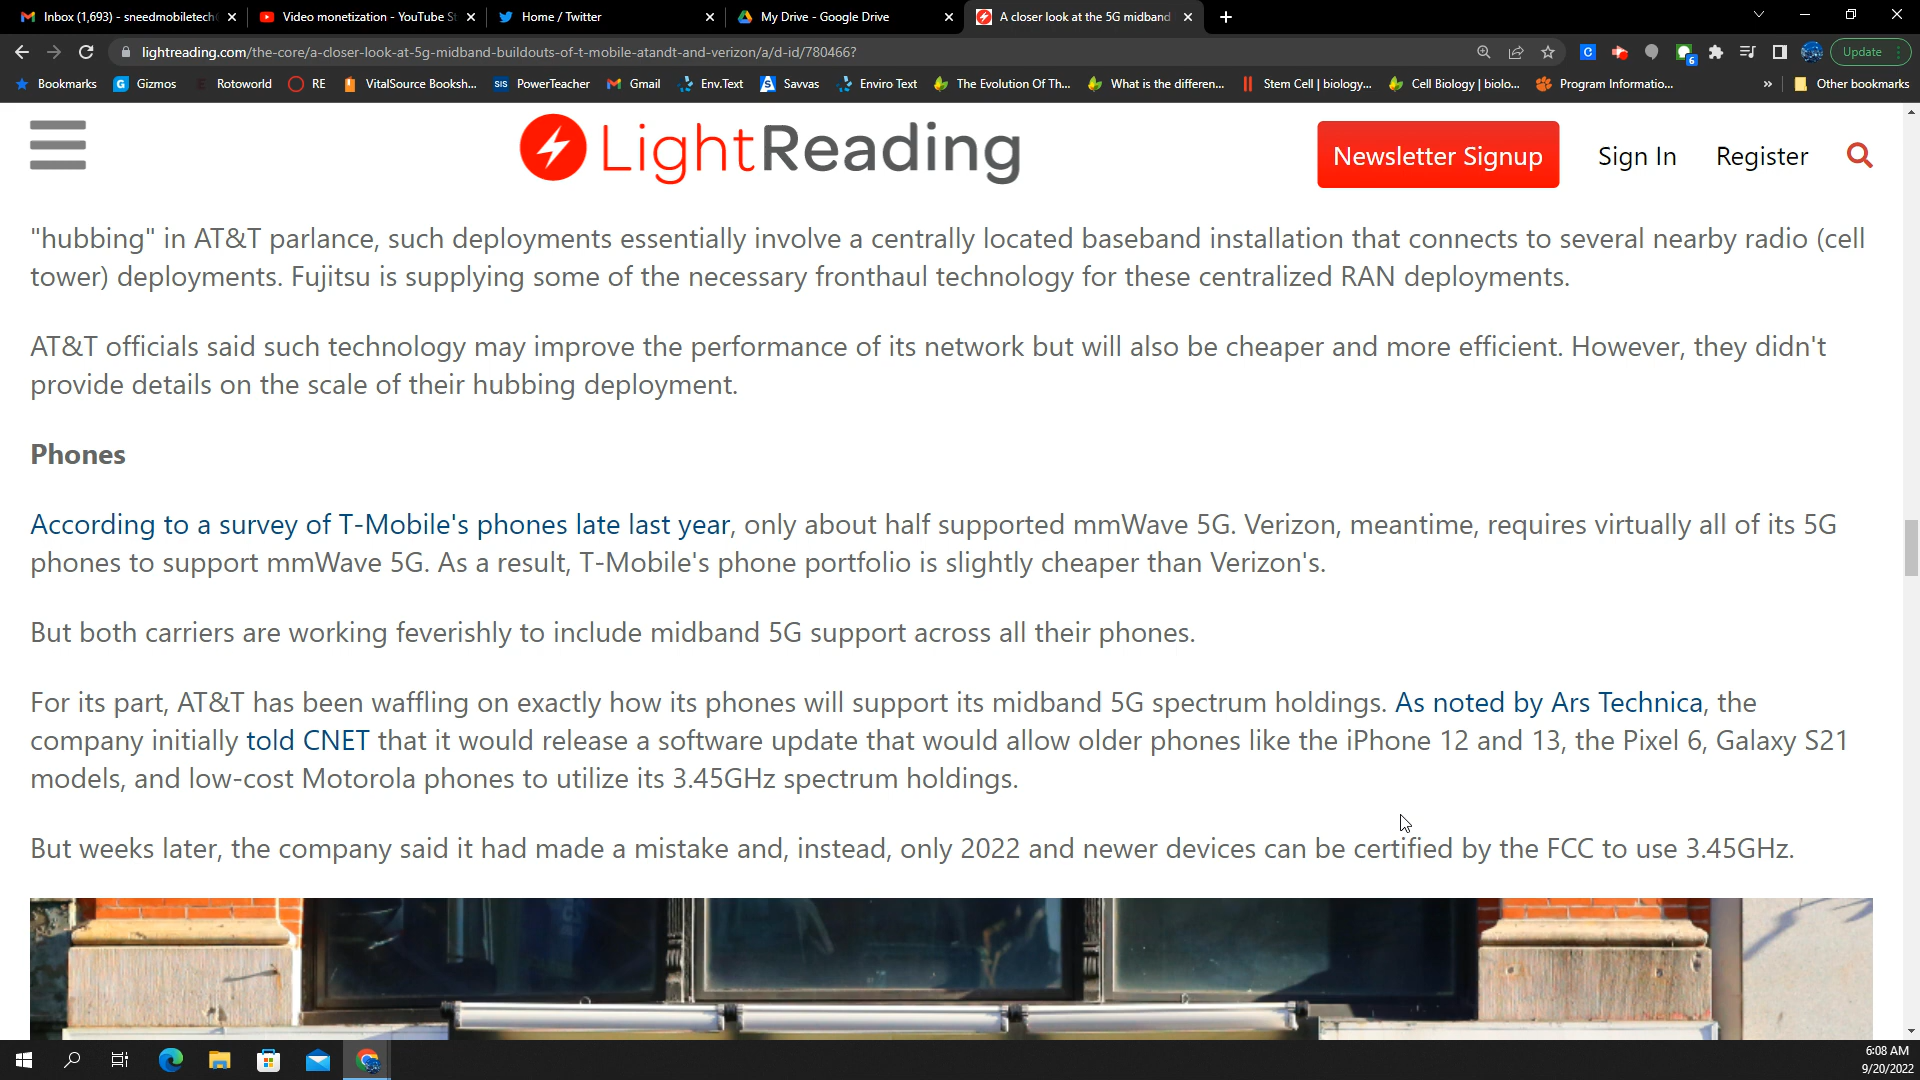 Inbox (1,693) - sneedmobiletech
Video monetization - YouTube St
Home / Twitter
My Drive - Google Drive
A closer look at the 5G midband
lightreading.com/the-core/a-closer-look-at-5g-midband-buildouts-of-t-mobile-atandt-and-verizon/a/d-id/780466?
Update
Bookmarks
Gizmos
Rotoworld
RE
VitalSource Booksh...
SIS PowerTeacher
Gmail
Env.Text
Savvas
Enviro Text
The Evolution Of Th...
What is the differen...
Stem Cell | biology...
Cell Biology | biolo...
Program Informatio...
»
Other bookmarks
LightReading
Newsletter Signup
Sign In
Register
"hubbing" in AT&T parlance, such deployments essentially involve a centrally located baseband installation that connects to several nearby radio (cell
tower) deployments. Fujitsu is supplying some of the necessary fronthaul technology for these centralized RAN deployments.
AT&T officials said such technology may improve the performance of its network but will also be cheaper and more efficient. However, they didn't
provide details on the scale of their hubbing deployment.
Phones
According to a survey of T-Mobile's phones late last year, only about half supported mmWave 5G. Verizon, meantime, requires virtually all of its 5G
phones to support mmWave 5G. As a result, T-Mobile's phone portfolio is slightly cheaper than Verizon's.
But both carriers are working feverishly to include midband 5G support across all their phones.
For its part, AT&T has been waffling on exactly how its phones will support its midband 5G spectrum holdings. As noted by Ars Technica, the
company initially told CNET that it would release a software update that would allow older phones like the iPhone 12 and 13, the Pixel 6, Galaxy S21
models, and low-cost Motorola phones to utilize its 3.45GHz spectrum holdings.
But weeks later, the company said it had made a mistake and, instead, only 2022 and newer devices can be certified by the FCC to use 3.45GHz.
6:08 AM
9/20/2022